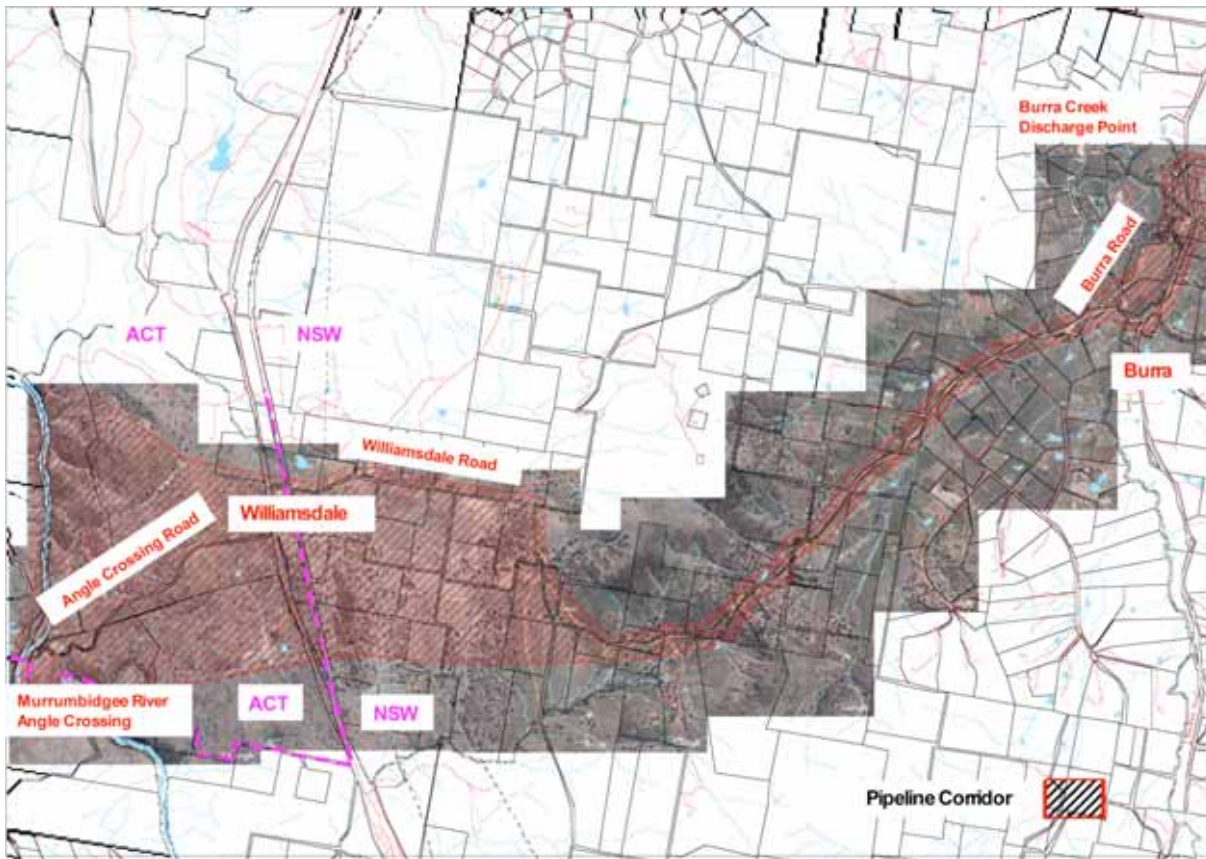 Burra Creek
Discharge Point
Burra Road
ACT
NSW
Burra
Williamsdale Road
Williamsdale
Angle Crossing Road
Murrumbidgee River
Angle Crossing
ACT
NSW
Pipeline Corridor